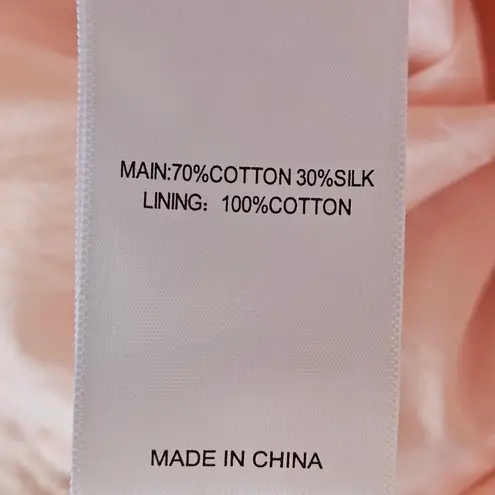 MAIN:70%COTTON 30%SILK
LINING: 100%COTTON
MADE IN CHINA